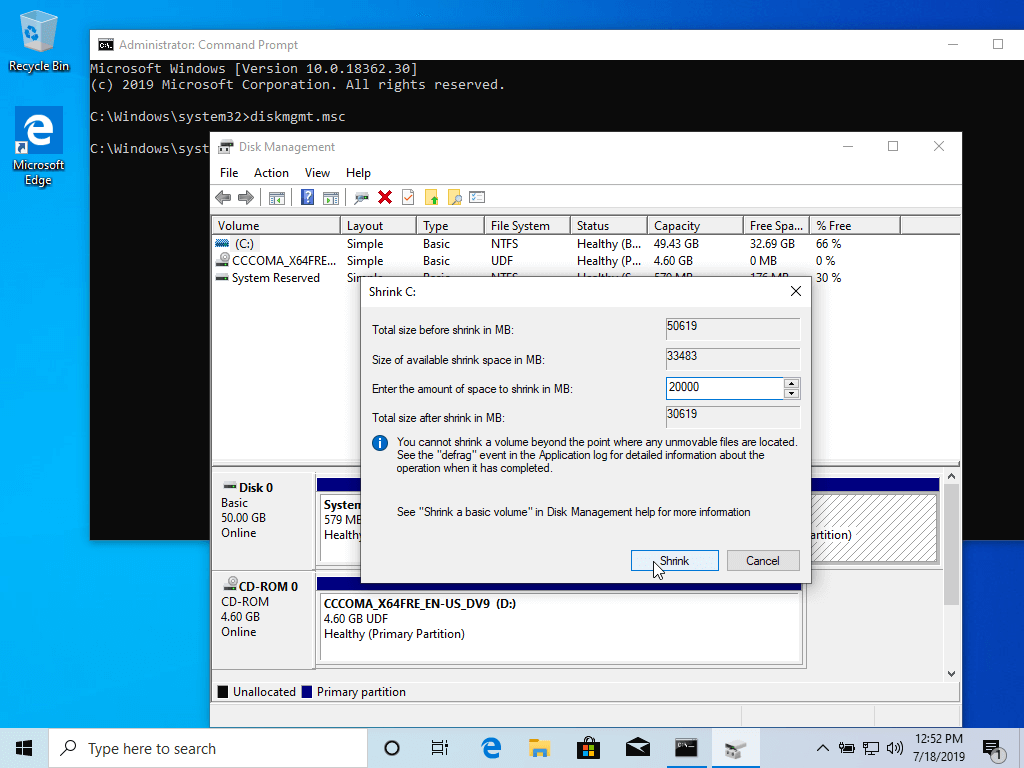 Recycle Bin
Microsoft
Edge
Administrator: Command Prompt
Microsoft Windows [Version 10.0.18362.30]
(c) 2019 Microsoft Corporation. All rights reserved.
C:\Windows\system32>diskmgmt.msc
C:\Windows\syst
Disk Management
File Action View Help
Volume Layout Type File System Status Capacity Free Spa... % Free
(C:) Simple Basic NTFS Healthy (B... 49.43 GB 32.69 GB 66 %
CCCOMA_X64FRE... Simple Basic UDF Healthy (P... 4.60 GB 0 MB 0 %
System Reserved Simple Basic NTFS Healthy (S... 579 MB 176 MB 30 %
Shrink C:
Total size before shrink in MB: 50619
Size of available shrink space in MB: 33483
Enter the amount of space to shrink in MB: 20000
Total size after shrink in MB: 30619
You cannot shrink a volume beyond the point where any unmovable files are located.
See the "defrag" event in the Application log for detailed information about the
operation when it has completed.
See "Shrink a basic volume" in Disk Management help for more information
Shrink Cancel
Disk 0
Basic
50.00 GB
Online
System
579 MB
Healthy
artition)
CD-ROM 0
CD-ROM
4.60 GB
Online
CCCOMA_X64FRE_EN-US_DV9 (D:)
4.60 GB UDF
Healthy (Primary Partition)
Unallocated Primary partition
Type here to search
12:52 PM
7/18/2019
1